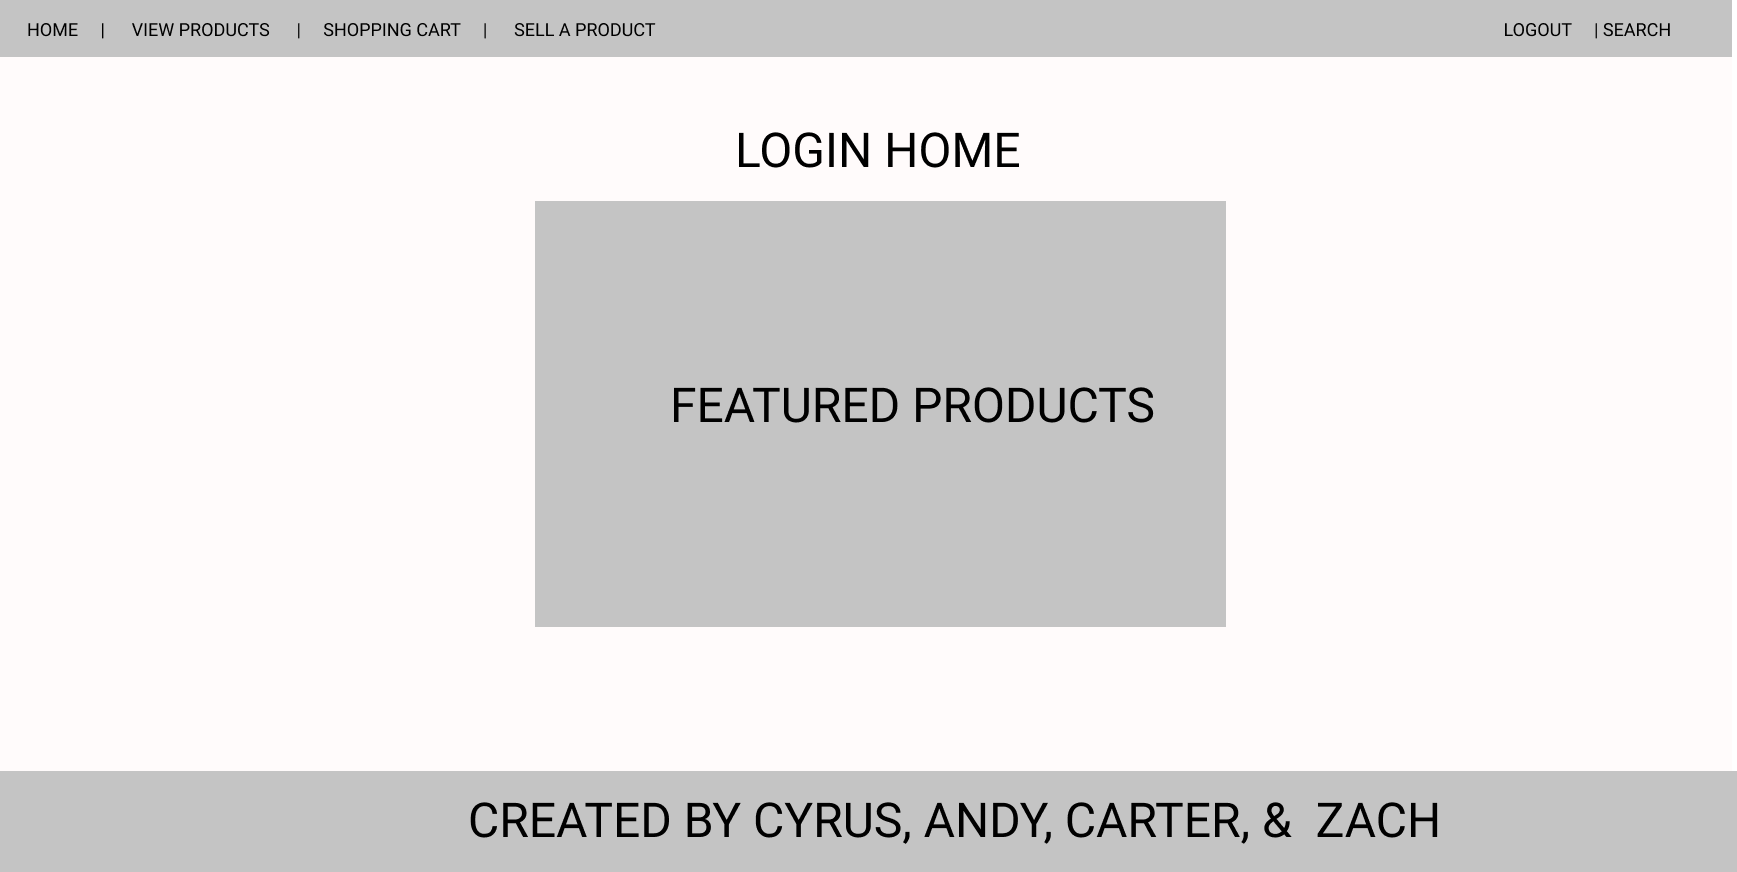 HOME | VIEW PRODUCTS | SHOPPING CART | SELL A PRODUCT LOGOUT | SEARCH
LOGIN HOME
FEATURED PRODUCTS
CREATED BY CYRUS, ANDY, CARTER, & ZACH